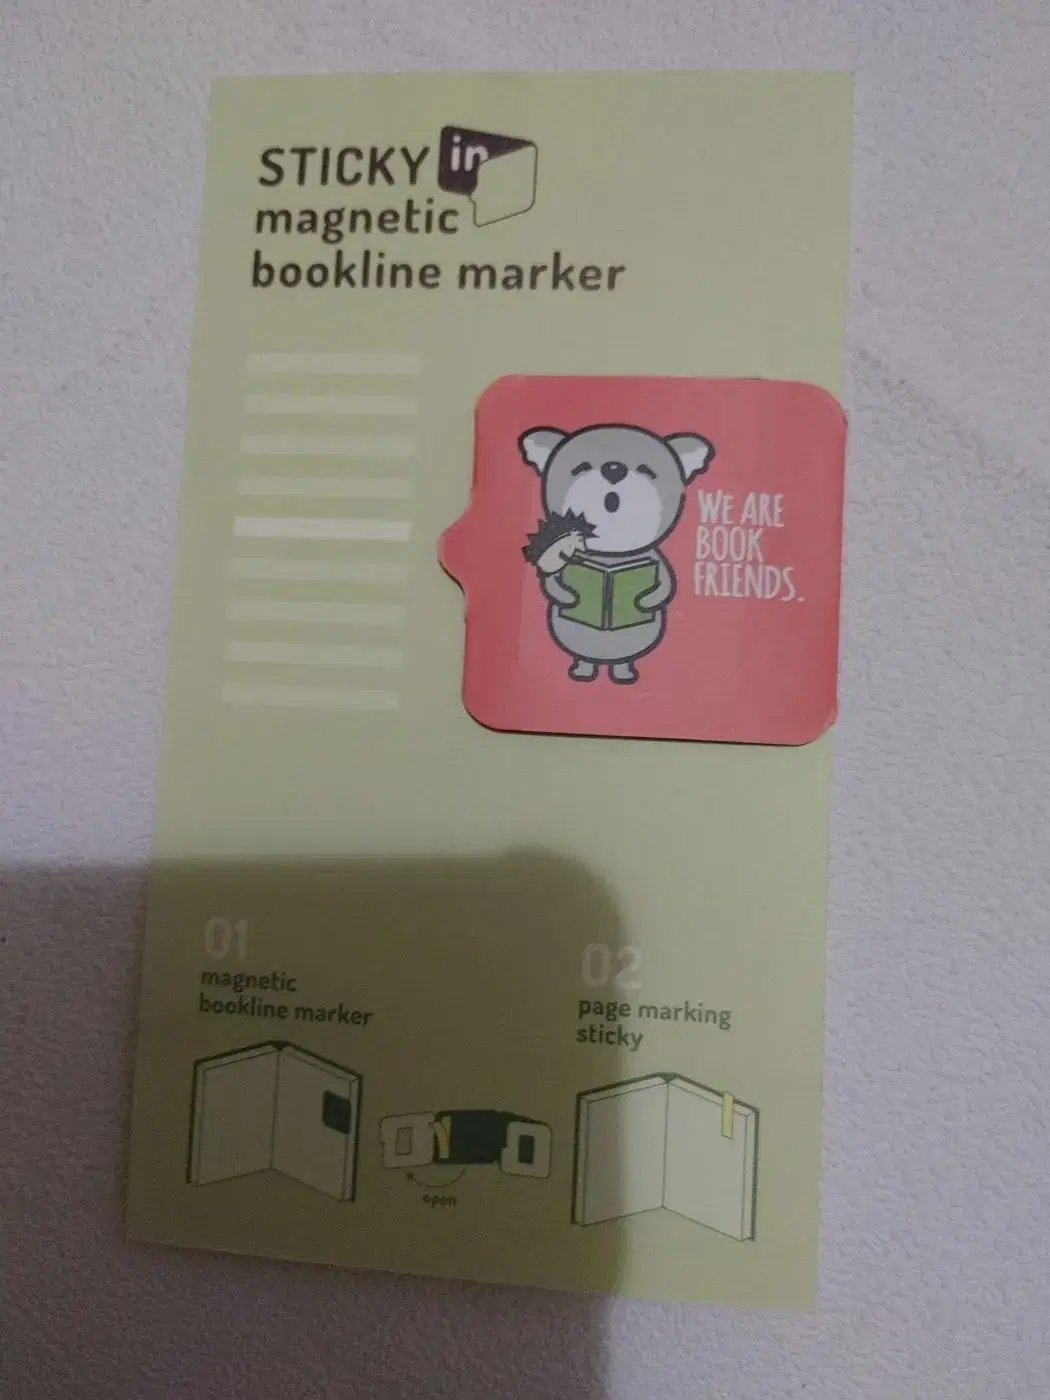 STICKY in
magnetic
bookline marker
WE ARE
BOOK
FRIENDS.
01
magnetic
bookline marker
open
02
page marking
sticky